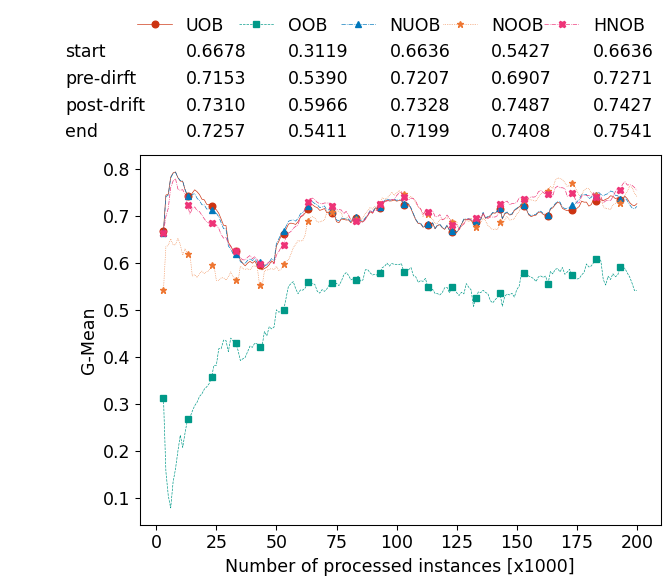 UOB OOB NUOB NOOB HNOB
start 0.6678 0.3119 0.6636 0.5427 0.6636
pre-dirft 0.7153 0.5390 0.7207 0.6907 0.7271
post-drift 0.7310 0.5966 0.7328 0.7487 0.7427
end 0.7257 0.5411 0.7199 0.7408 0.7541
0.8
0.7
0.6
0.5
0.4
0.3
0.2
0.1
G-Mean
0 25 50 75 100 125 150 175 200
Number of processed instances [x1000]